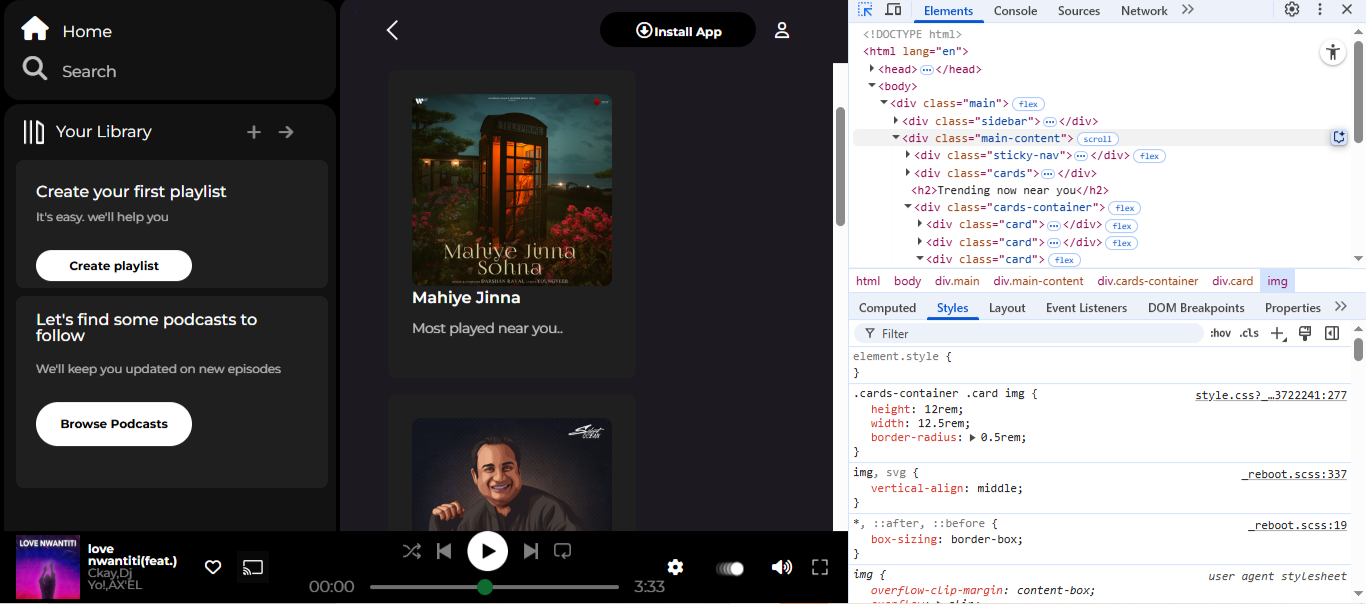 Home
Search
Your Library
Create your first playlist
It's easy. we'll help you
Create playlist
Let's find some podcasts to
follow
We'll keep you updated on new episodes
Browse Podcasts
Install App
TELEPHONE
Mahiye Jinna
Sohna
DARSHAN RAVAL
YOUNGVEER
Mahiye Jinna
Most played near you..
OCEAN
LOVE NWANTITI
love
nwantiti(feat.)
Ckay,Dj
Yo!,AX'EL
00:00
3:33
Elements Console Sources Network
<!DOCTYPE html>
<html lang="en">
<head> … </head>
<body>
<div class="main"> flex
<div class="sidebar"> … </div>
<div class="main-content"> scroll
<div class="sticky-nav"> … </div> flex
<div class="cards"> … </div>
<h2>Trending now near you</h2>
<div class="cards-container"> flex
<div class="card"> … </div> flex
<div class="card"> … </div> flex
<div class="card"> flex
html body div.main div.main-content div.cards-container div.card img
Computed Styles Layout Event Listeners DOM Breakpoints Properties
Filter :hov .cls
element.style {
}
.cards-container .card img { style.css?_…3722241:277
height: 12rem;
width: 12.5rem;
border-radius: 0.5rem;
}
img, svg { _reboot.scss:337
vertical-align: middle;
}
*, ::after, ::before { _reboot.scss:19
box-sizing: border-box;
}
img { user agent stylesheet
overflow-clip-margin: content-box;